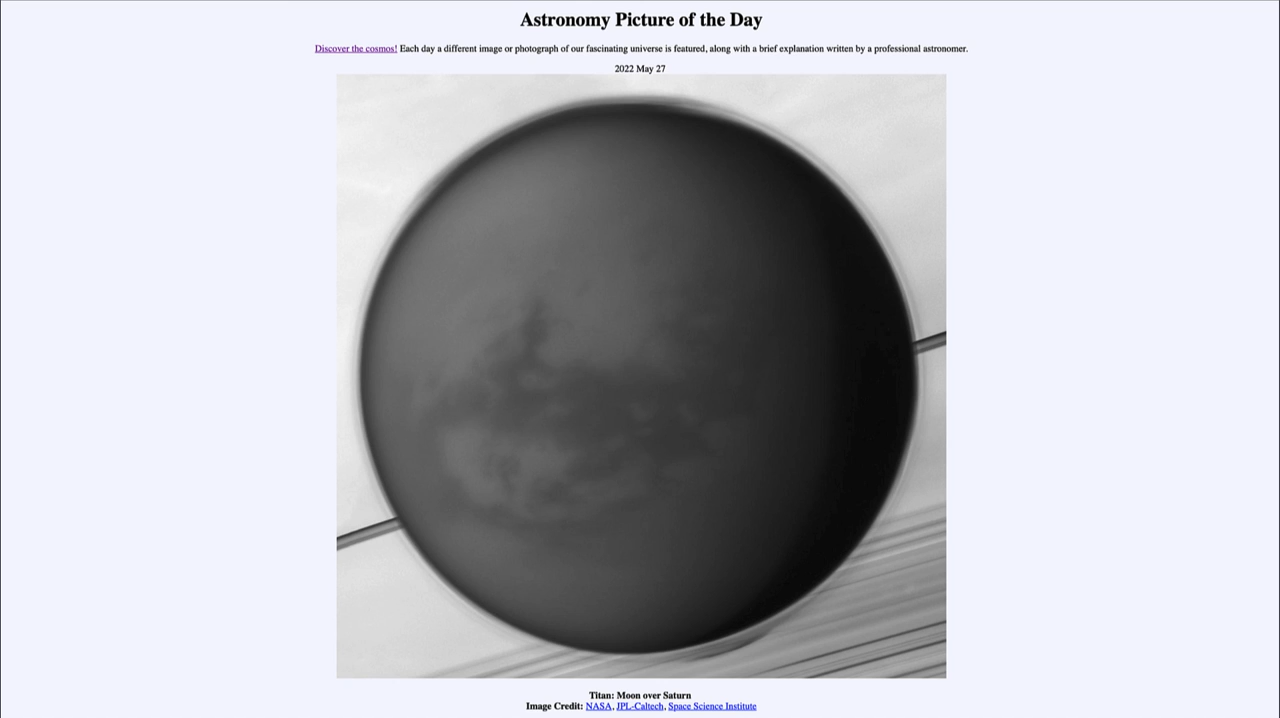 Astronomy Picture of the Day
Discover the cosmos! Each day a different image or photograph of our fascinating universe is featured, along with a brief explanation written by a professional astronomer.
2022 May 27
Titan: Moon over Saturn
Image Credit: NASA, JPL-Caltech, Space Science Institute